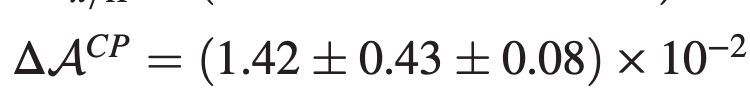 Δ𝒜^{CP} = (1.42 ± 0.43 ± 0.08) × 10^{−2}